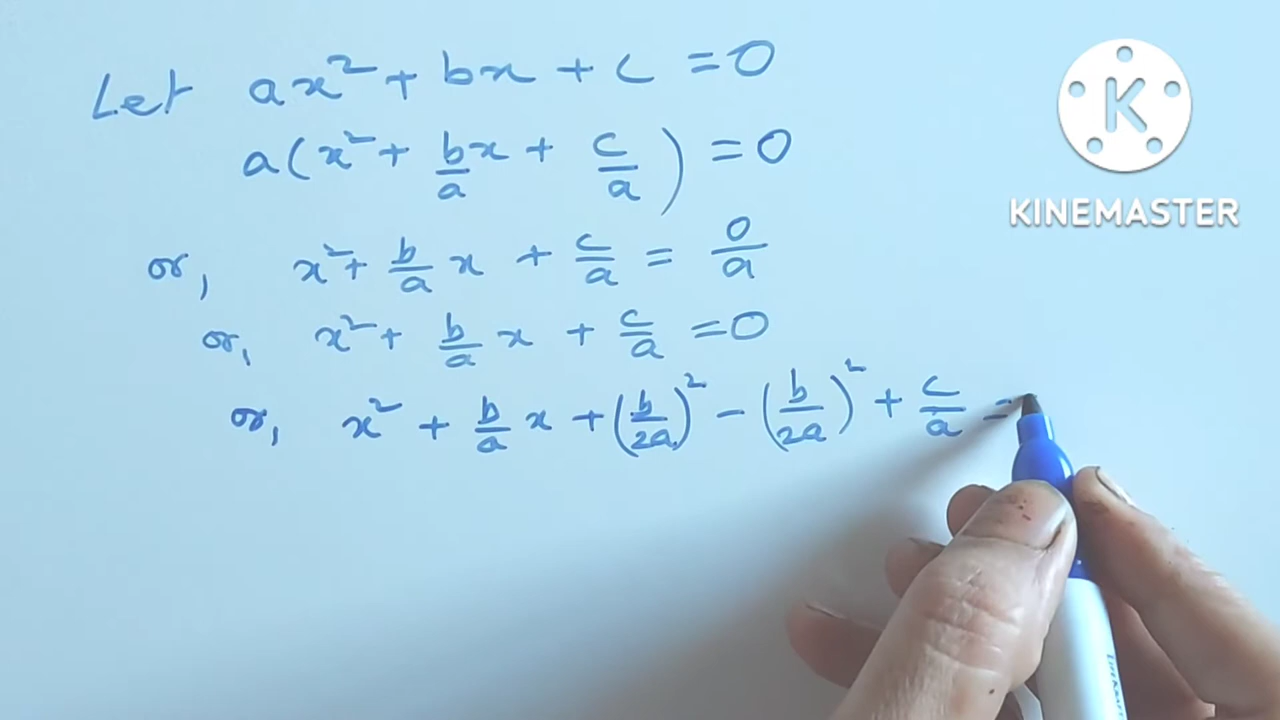 Let ax² + bx + c = 0
a(x² + b/a x + c/a) = 0
or, x² + b/a x + c/a = 0/a
or, x² + b/a x + c/a = 0
or, x² + b/a x + (b/2a)² - (b/2a)² + c/a =
K
KINEMASTER